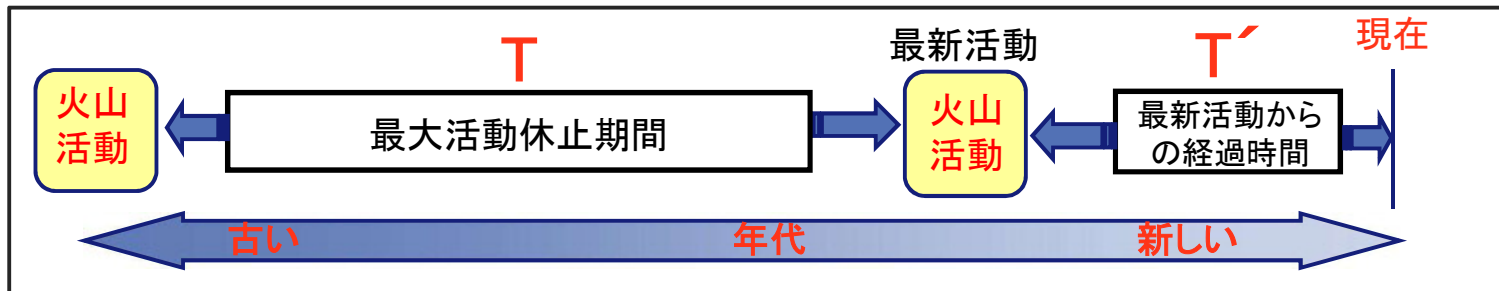 T
最新活動
T´
現在
火山
活動
最大活動休止期間
火山
活動
最新活動から
の経過時間
古い
年代
新しい